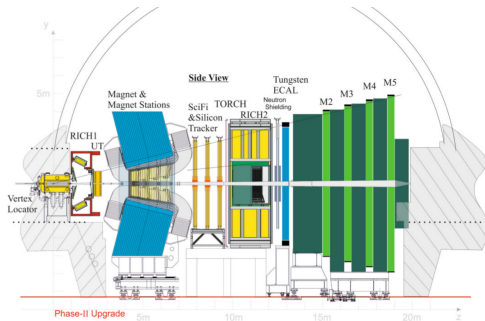 y
Side View
Tungsten
ECAL
Neutron
Shielding
M5
M4
M3
M2
Magnet &
Magnet Stations
SciFi
&Silicon
Tracker
TORCH
RICH2
5m
RICH1
UT
Vertex
Locator
Phase-II Upgrade
5m
10m
15m
20m
z